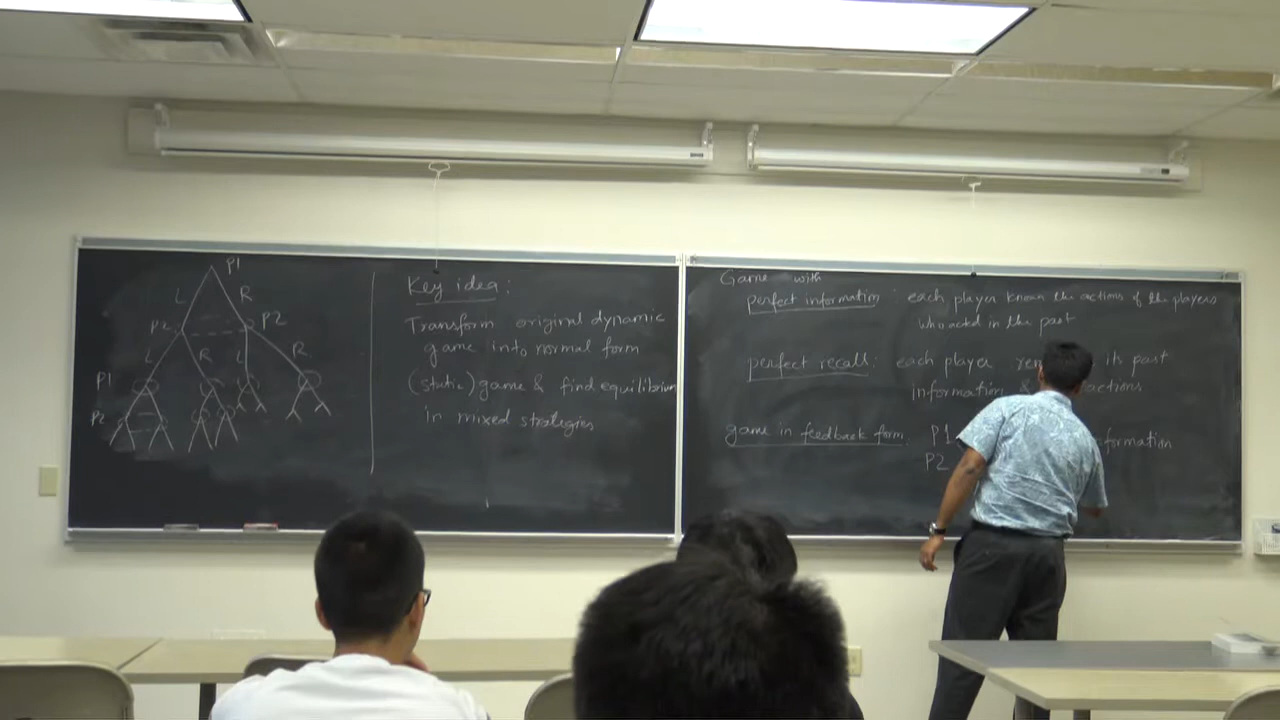 P1
L
R
P2
P2
L
R
L
R
P1
P2
Key idea:
Transform original dynamic
game into normal form
(static) game & find equilibrium
in mixed strategies
Game with
perfect information : each player known the actions of the players
who acted in the past
perfect recall : each player its past
information & actions
game in feedback form P1
P2